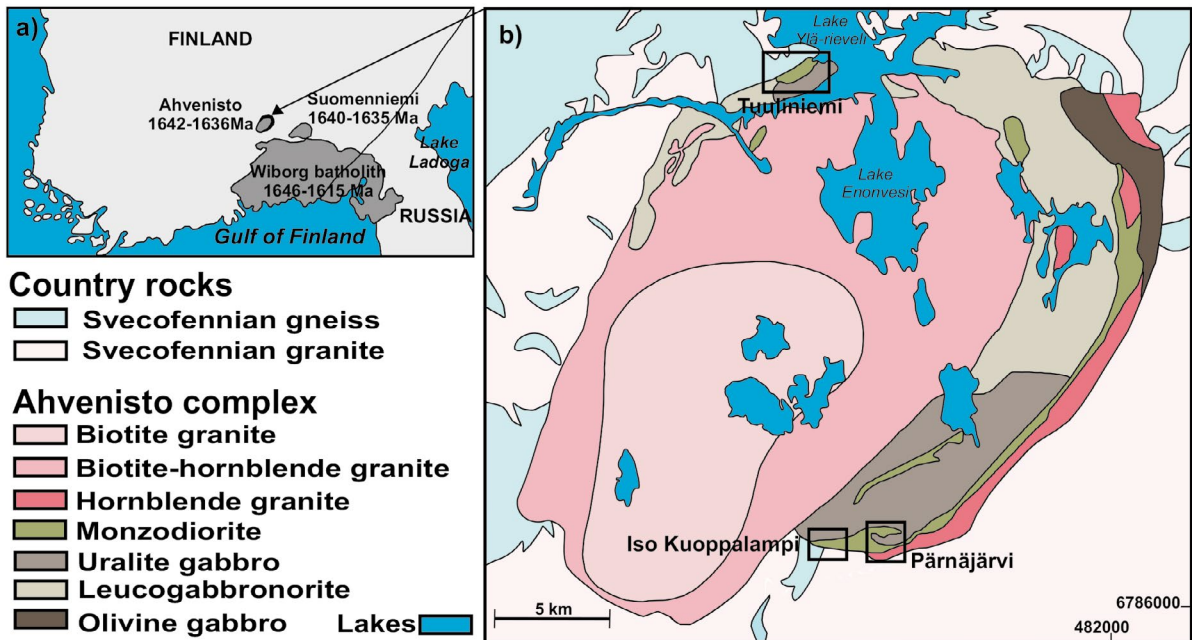 a)
FINLAND
Ahvenisto
1642-1636Ma
Suomenniemi
1640-1635 Ma
Lake
Ladoga
Wiborg batholith
1646-1615 Ma
RUSSIA
Gulf of Finland
Country rocks
Svecofennian gneiss
Svecofennian granite
Ahvenisto complex
Biotite granite
Biotite-hornblende granite
Hornblende granite
Monzodiorite
Uralite gabbro
Leucogabbronorite
Olivine gabbro
Lakes
b)
Lake
Ylä-rieveli
Tuuliniemi
Lake
Enonvesi
Iso Kuoppalampi
Pärnäjärvi
5 km
6786000
482000